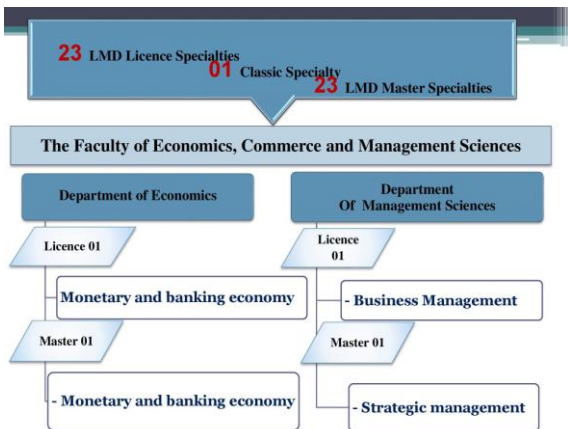 23 LMD Licence Specialties
01 Classic Specialty
23 LMD Master Specialties
The Faculty of Economics, Commerce and Management Sciences
Department of Economics
Licence 01
Monetary and banking economy
Master 01
- Monetary and banking economy
Department
Of Management Sciences
Licence
01
- Business Management
Master 01
- Strategic management